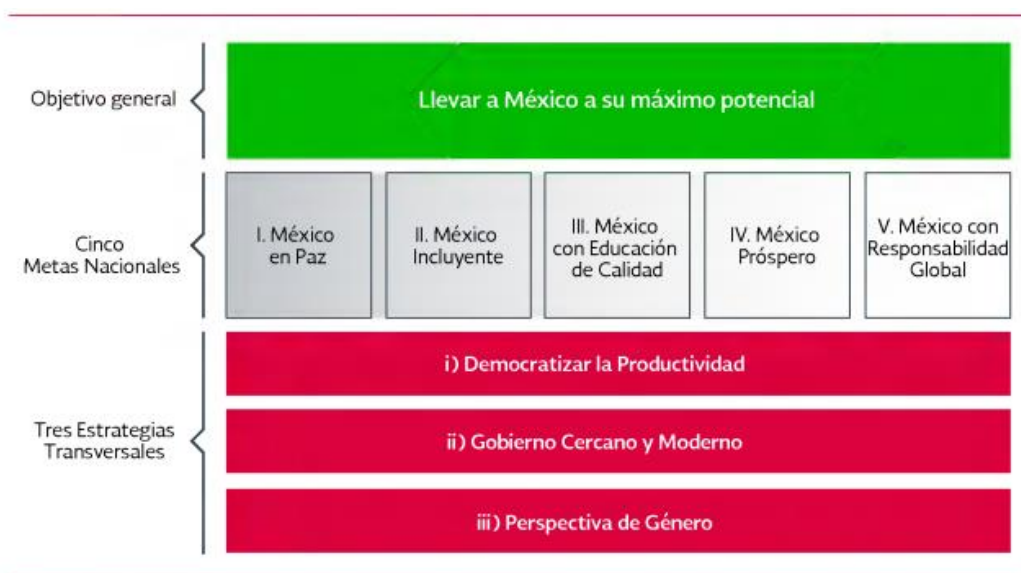 Objetivo general
Llevar a México a su máximo potencial
Cinco
Metas Nacionales
I. México
en Paz
II. México
Incluyente
III. México
con Educación
de Calidad
IV. México
Próspero
V. México con
Responsabilidad
Global
Tres Estrategias
Transversales
i) Democratizar la Productividad
ii) Gobierno Cercano y Moderno
iii) Perspectiva de Género